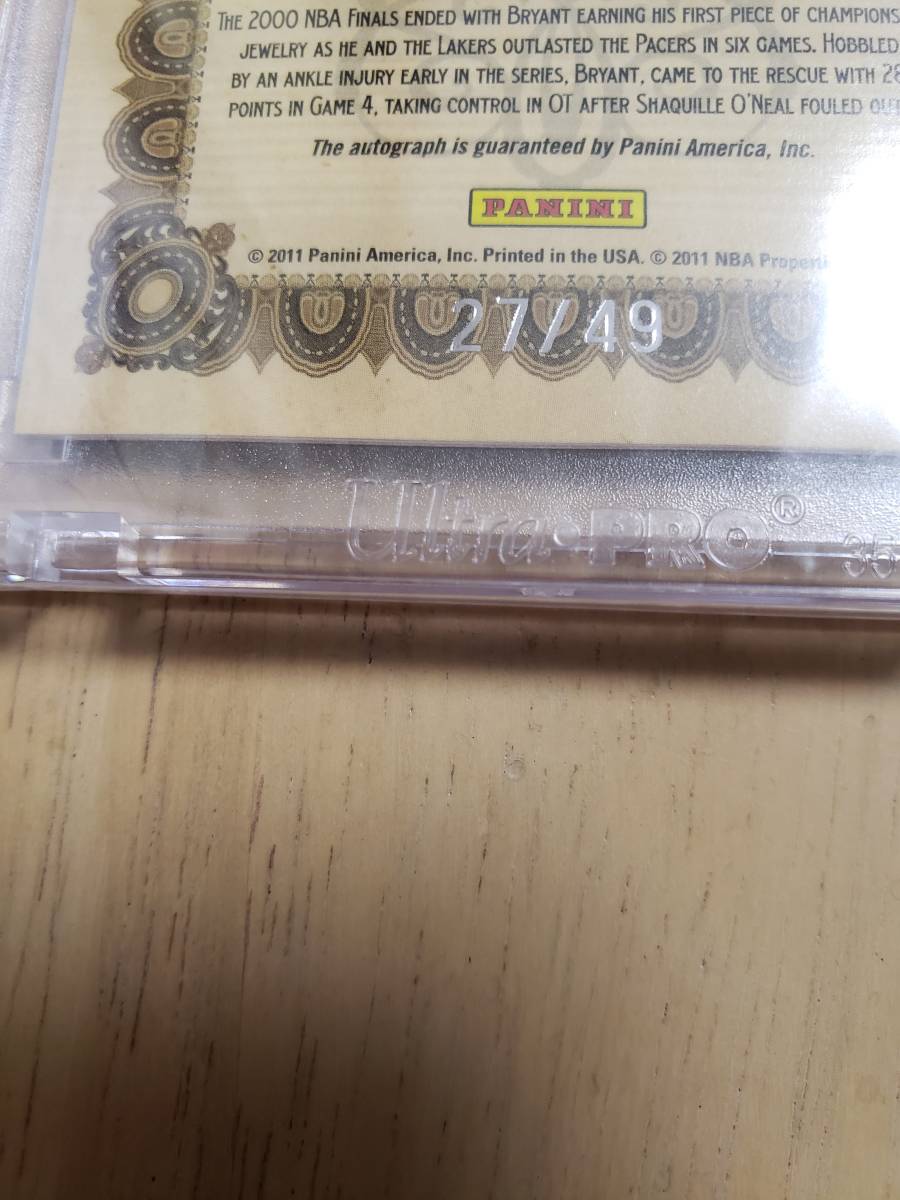 THE 2000 NBA FINALS ENDED WITH BRYANT EARNING HIS FIRST PIECE OF CHAMPIONS
JEWELRY AS HE AND THE LAKERS OUTLASTED THE PACERS IN SIX GAMES. HOBBLED
BY AN ANKLE INJURY EARLY IN THE SERIES, BRYANT, CAME TO THE RESCUE WITH 28
POINTS IN GAME 4, TAKING CONTROL IN OT AFTER SHAQUILLE O'NEAL FOULED OUT
The autograph is guaranteed by Panini America, Inc.
PANINI
© 2011 Panini America, Inc. Printed in the USA. © 2011 NBA Properti
27/49
Ultra·PRO®
35